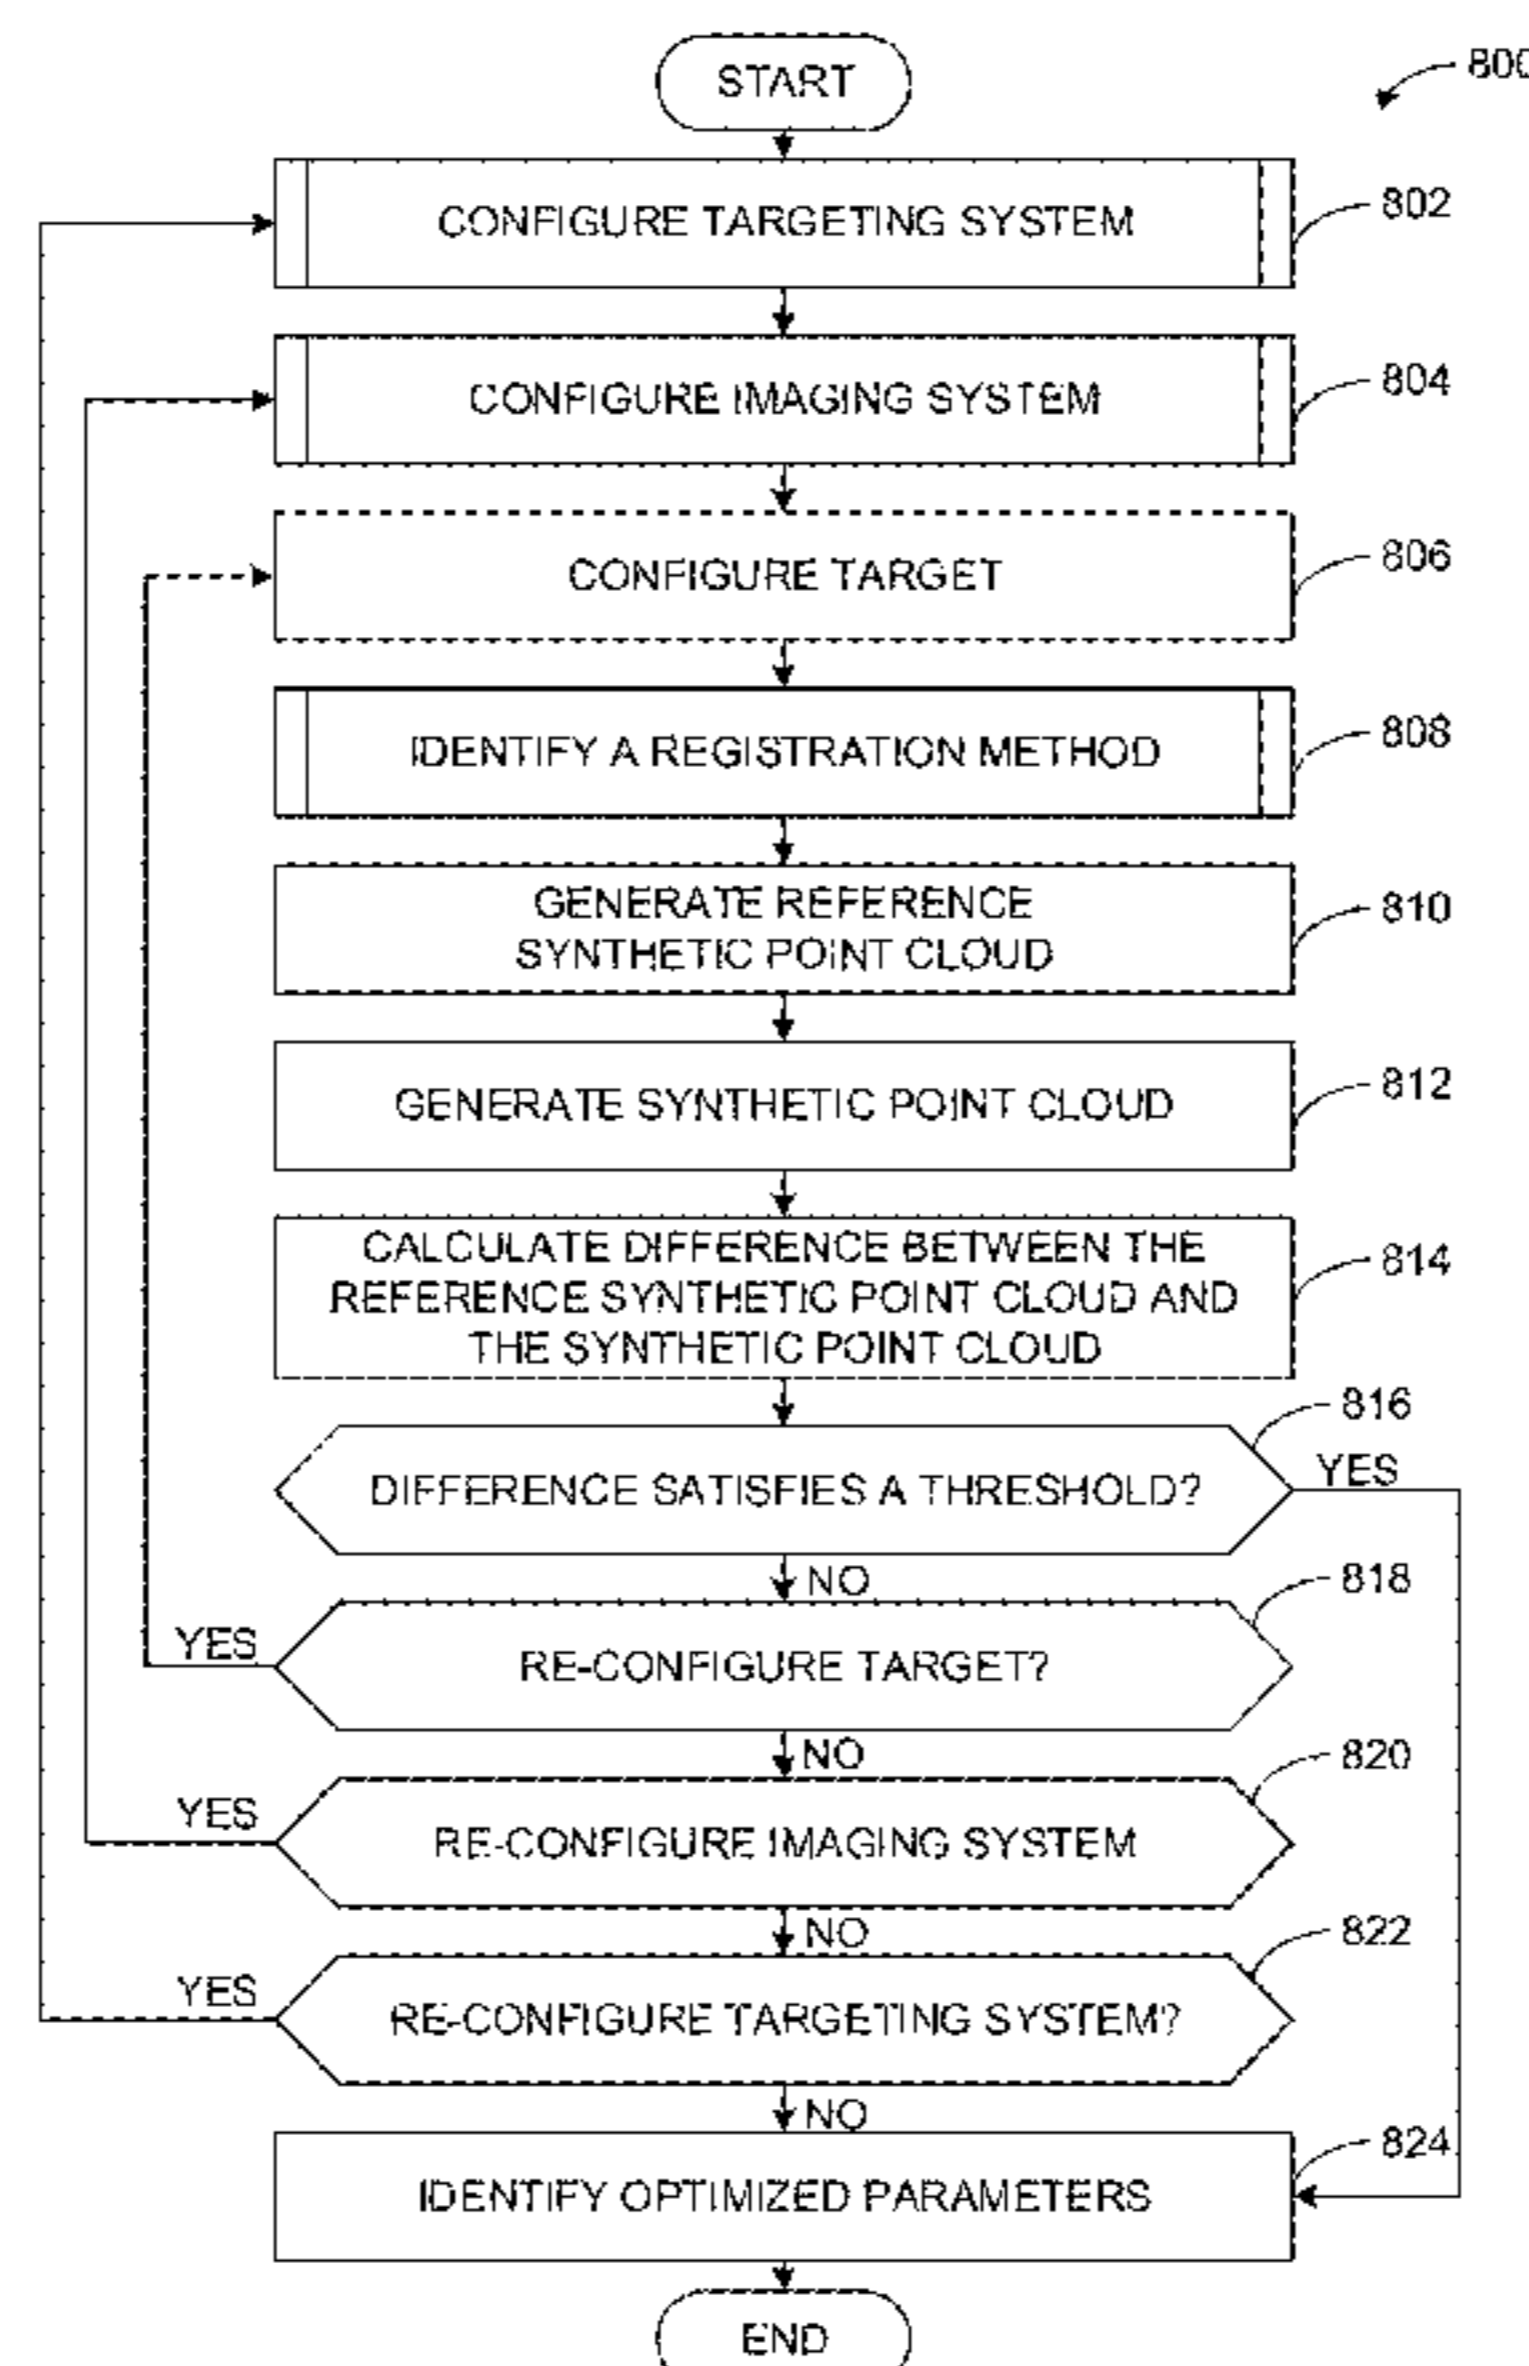 START
800
CONFIGURE TARGETING SYSTEM
802
CONFIGURE IMAGING SYSTEM
804
CONFIGURE TARGET
806
IDENTIFY A REGISTRATION METHOD
808
GENERATE REFERENCE
SYNTHETIC POINT CLOUD
810
GENERATE SYNTHETIC POINT CLOUD
812
CALCULATE DIFFERENCE BETWEEN THE
REFERENCE SYNTHETIC POINT CLOUD AND
THE SYNTHETIC POINT CLOUD
814
816
DIFFERENCE SATISFIES A THRESHOLD?
YES
NO
818
YES
RE-CONFIGURE TARGET?
NO
820
YES
RE-CONFIGURE IMAGING SYSTEM
NO
822
YES
RE-CONFIGURE TARGETING SYSTEM?
NO
824
IDENTIFY OPTIMIZED PARAMETERS
END